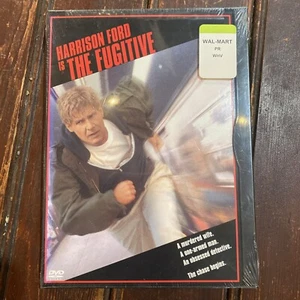 HARRISON FORD
IS THE FUGITIVE
WAL-MART
PR
A murdered wife.
A one-armed man.
An obsessed detective.
The chase begins.
DVD